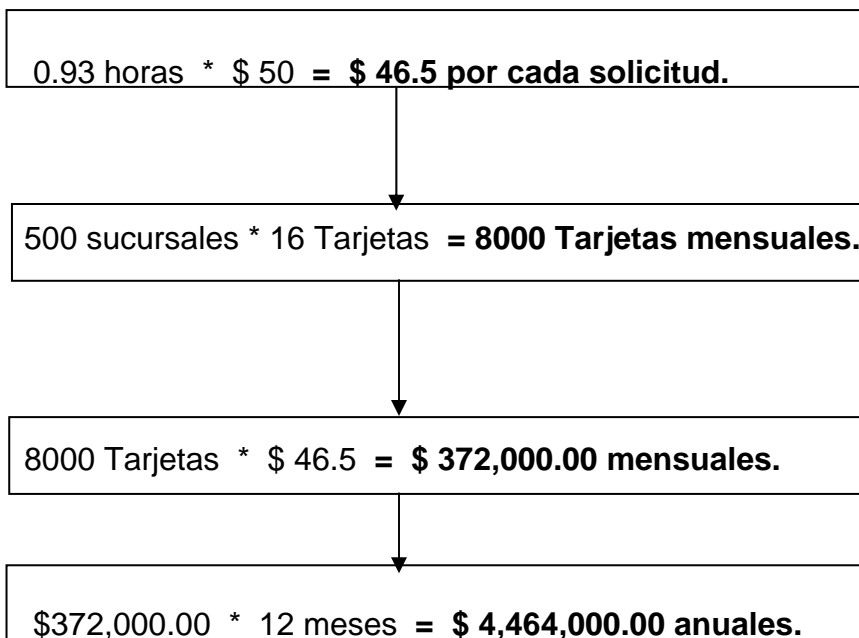 0.93 horas * $ 50 = $ 46.5 por cada solicitud.
500 sucursales * 16 Tarjetas = 8000 Tarjetas mensuales.
8000 Tarjetas * $ 46.5 = $ 372,000.00 mensuales.
$372,000.00 * 12 meses = $ 4,464,000.00 anuales.